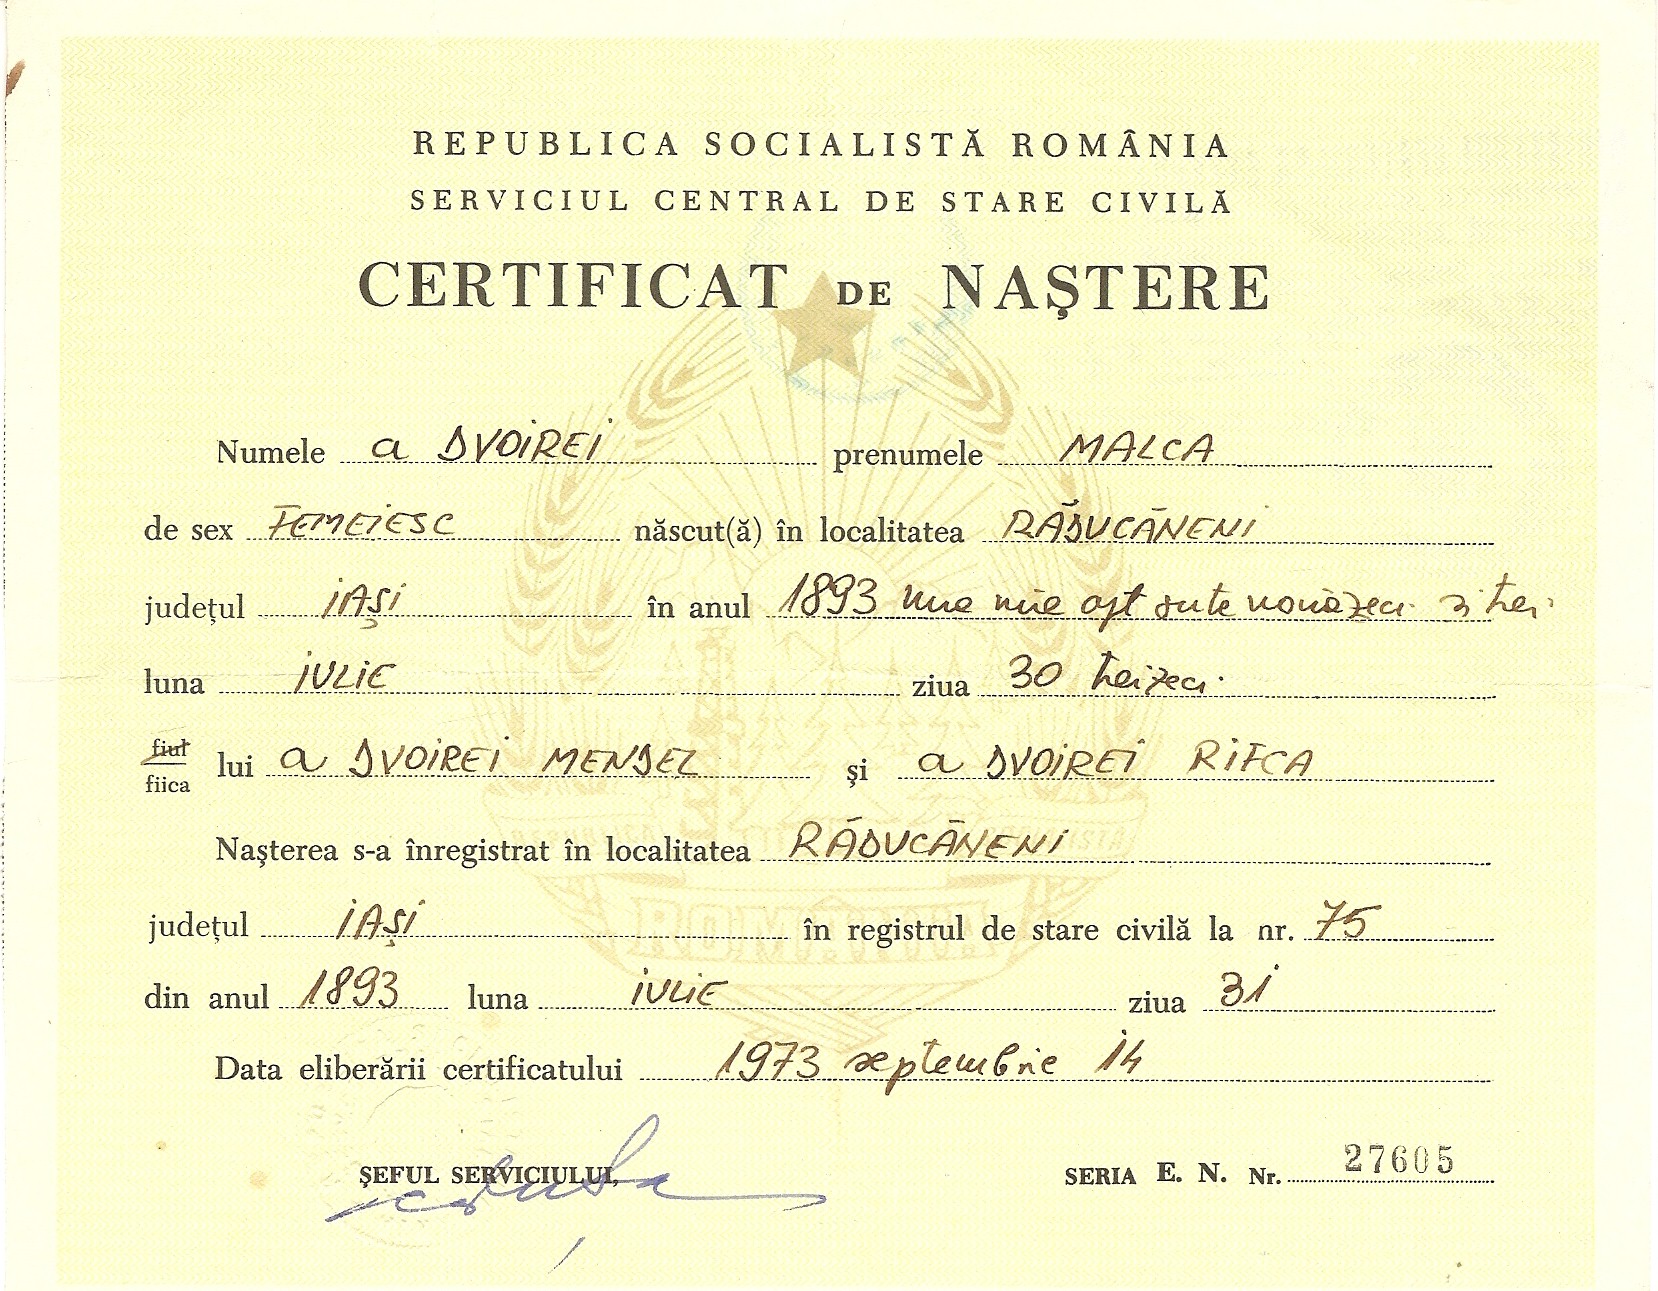 REPUBLICA SOCIALISTĂ ROMÂNIA
SERVICIUL CENTRAL DE STARE CIVILĂ
CERTIFICAT DE NAŞTERE
Numele a DVOIREI prenumele MALCA
de sex FEMEIESC născut(ă) în localitatea RĂDUCĂNENI
judeţul IAŞI în anul 1893 una mie opt sute nouăzeci și trei
luna IULIE ziua 30 treizeci
fiul
fiica lui a DVOIREI MENDEL şi a DVOIREI RIFCA
Naşterea s-a înregistrat în localitatea RĂDUCĂNENI
judeţul IAŞI în registrul de stare civilă la nr. 75
din anul 1893 luna IULIE ziua 31
Data eliberării certificatului 1973 septembrie 14
ŞEFUL SERVICIULUI,
SERIA E. N. Nr. 27605
ROMÂNIA